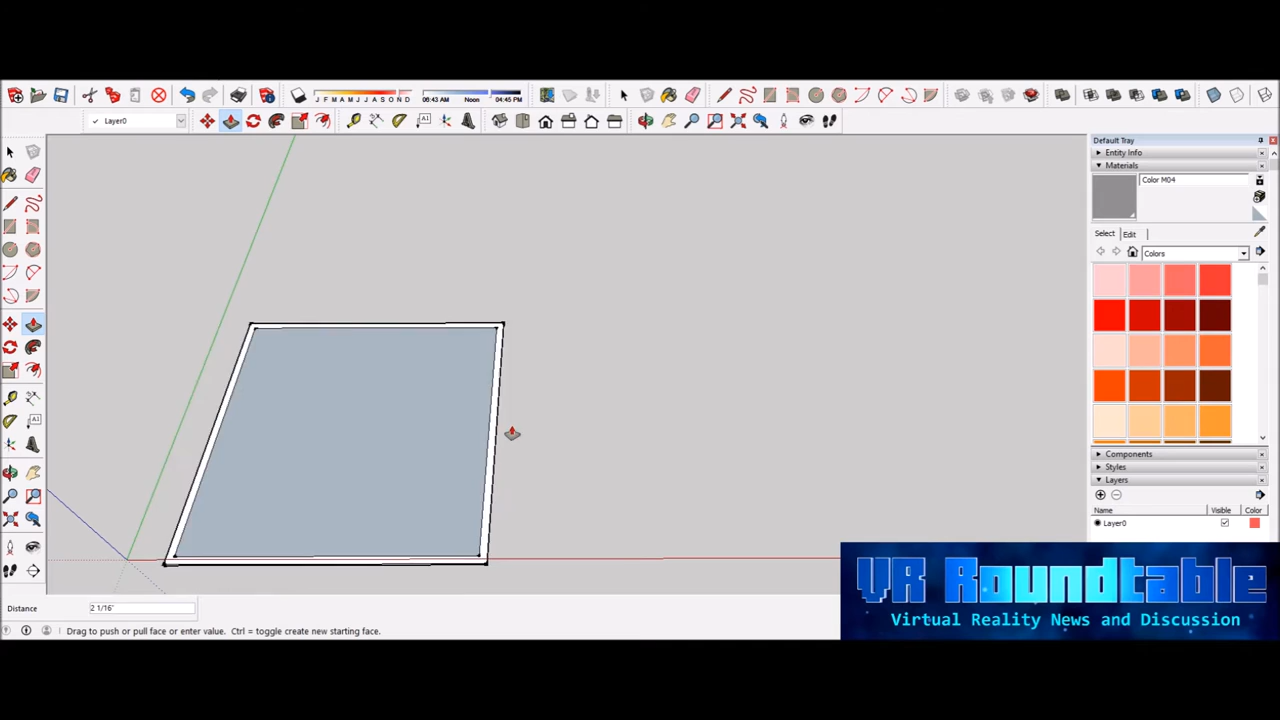 J F M A M J J A S O N D
06:43 AM Noon 04:45 PM
Layer0
A1
Default Tray
Entity Info
Materials
Color M04
Select Edit
Colors
A1
Components
Styles
Layers
Name Visible Color
Layer0
VR Roundtable
Virtual Reality News and Discussion
Distance 2 1/16"
Drag to push or pull face or enter value. Ctrl = toggle create new starting face.